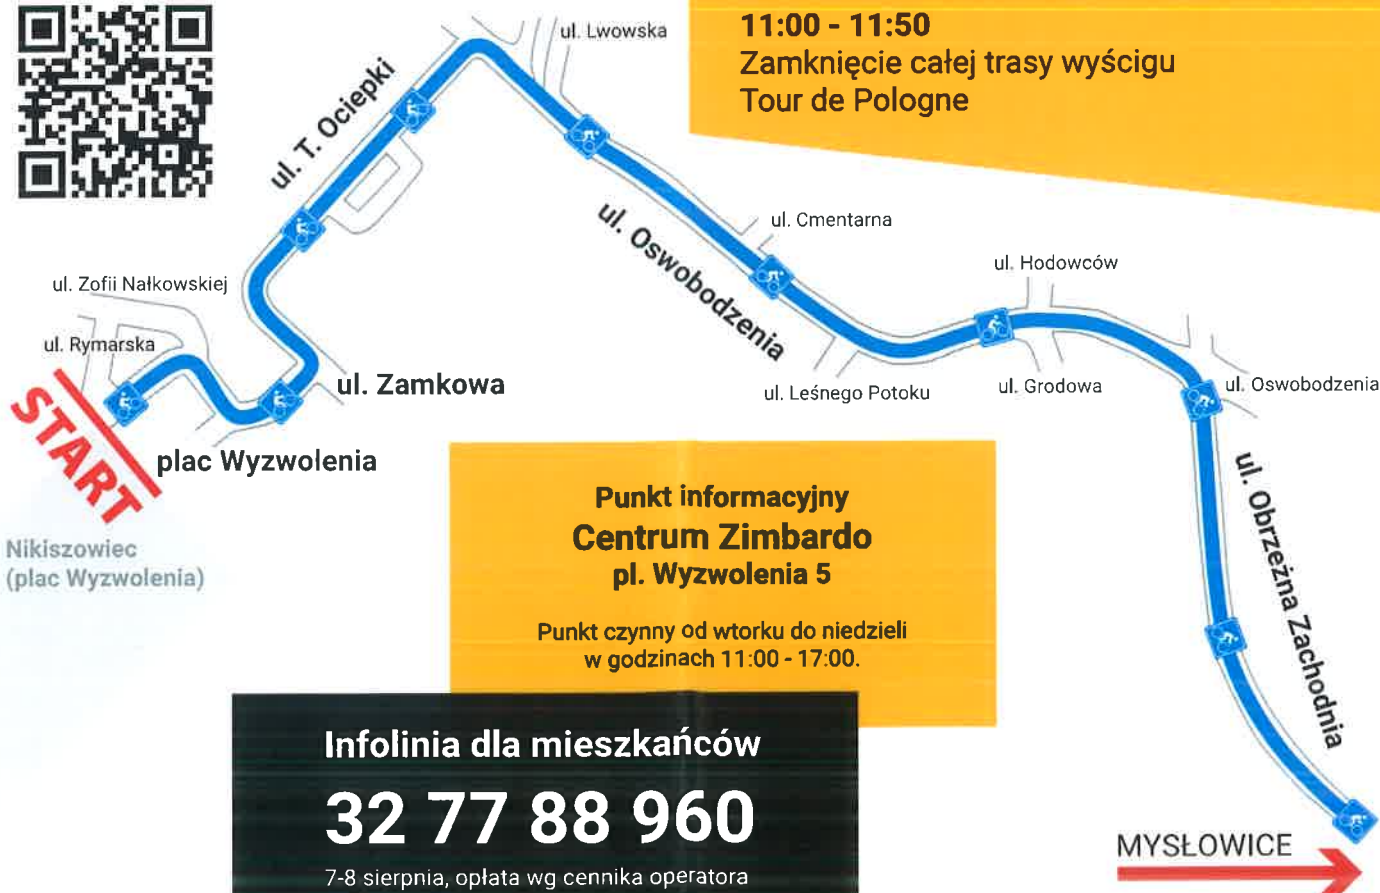 ul. Lwowska
11:00 - 11:50
Zamknięcie całej trasy wyścigu
Tour de Pologne
ul. T. Ociepki
ul. Oswobodzenia
ul. Cmentarna
ul. Hodowców
ul. Zofii Nałkowskiej
ul. Rymarska
ul. Zamkowa
ul. Leśnego Potoku
ul. Grodowa
ul. Oswobodzenia
START
plac Wyzwolenia
ul. Obrzeżna Zachodnia
Nikiszowiec
(plac Wyzwolenia)
Punkt informacyjny
Centrum Zimbardo
pl. Wyzwolenia 5
Punkt czynny od wtorku do niedzieli
w godzinach 11:00 - 17:00.
Infolinia dla mieszkańców
32 77 88 960
7-8 sierpnia, opłata wg cennika operatora
MYSŁOWICE